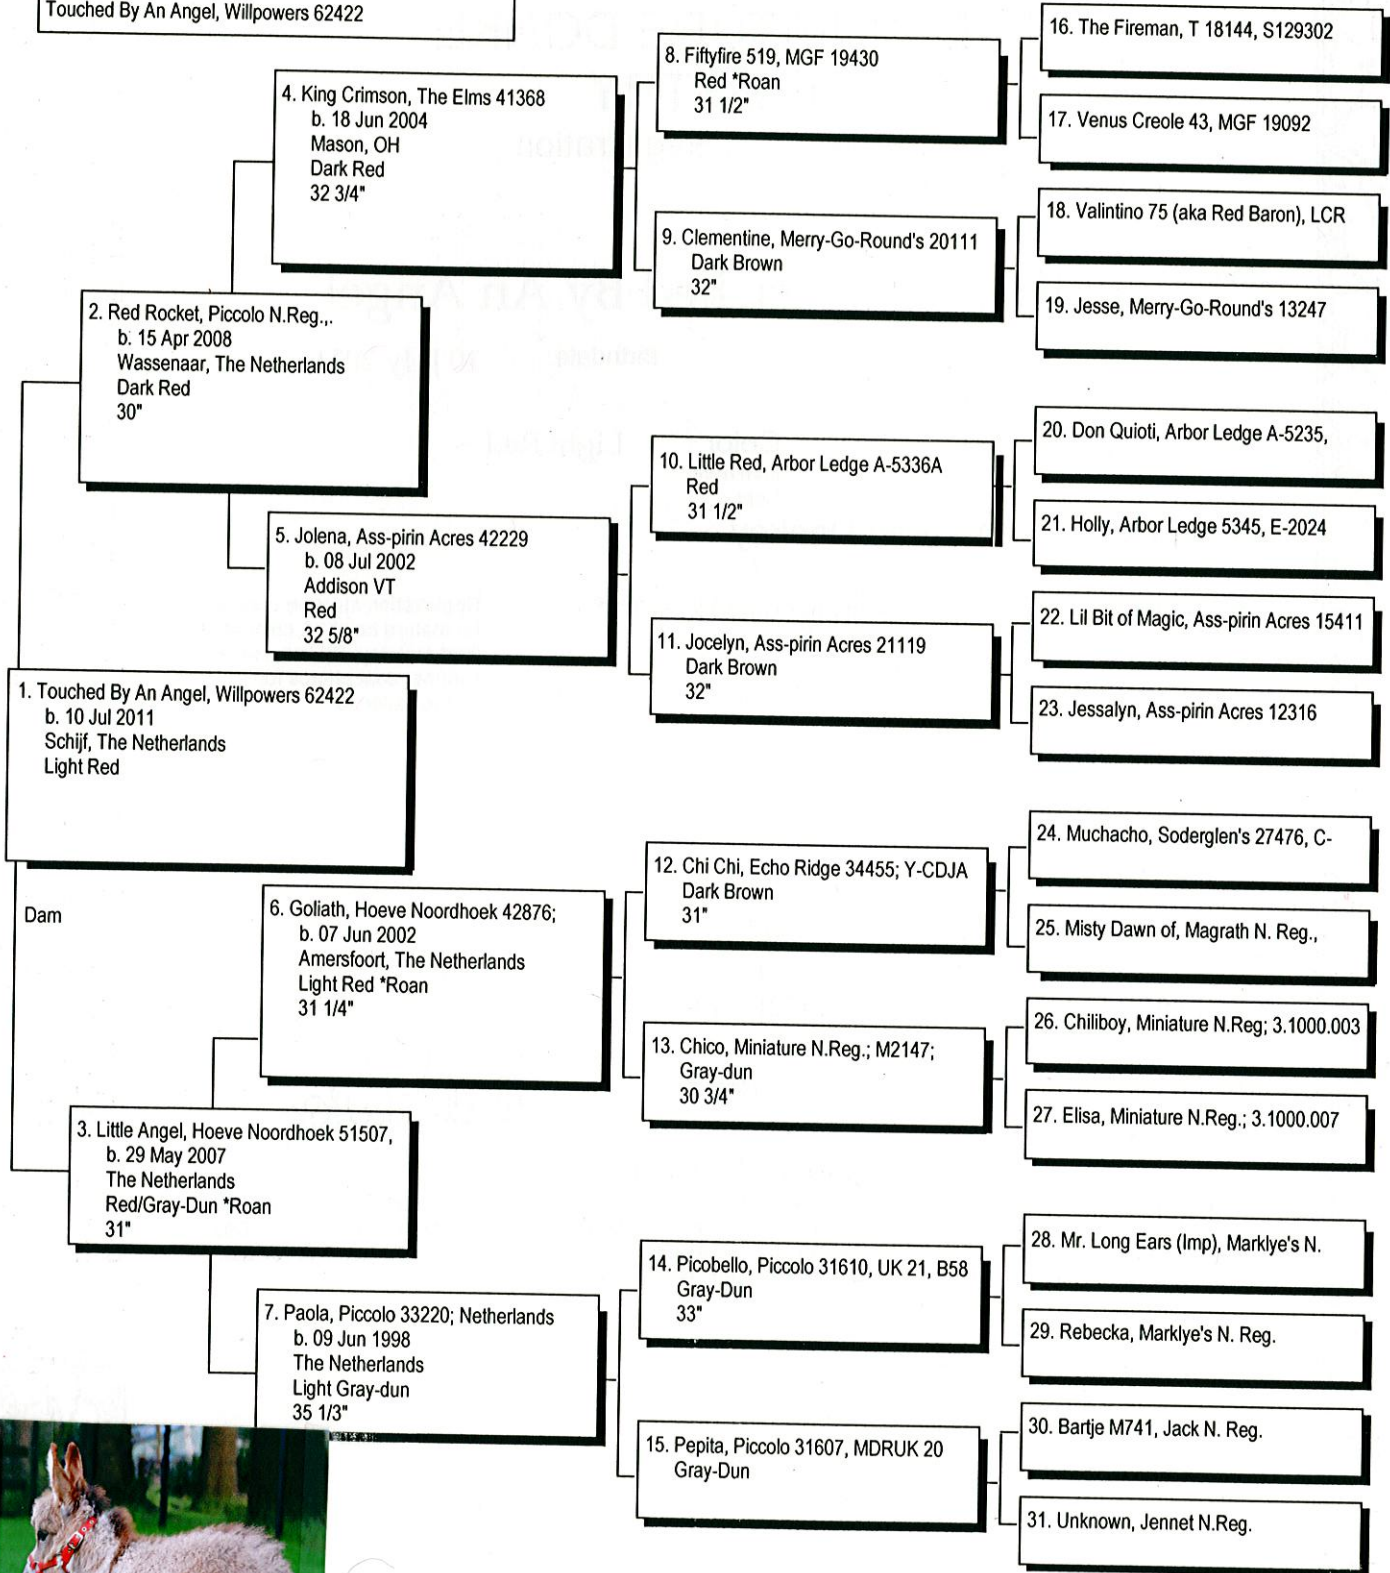 Touched By An Angel, Willpowers 62422
1. Touched By An Angel, Willpowers 62422
b. 10 Jul 2011
Schijf, The Netherlands
Light Red
Dam
2. Red Rocket, Piccolo N.Reg.,.
b. 15 Apr 2008
Wassenaar, The Netherlands
Dark Red
30"
3. Little Angel, Hoeve Noordhoek 51507,
b. 29 May 2007
The Netherlands
Red/Gray-Dun *Roan
31"
4. King Crimson, The Elms 41368
b. 18 Jun 2004
Mason, OH
Dark Red
32 3/4"
5. Jolena, Ass-pirin Acres 42229
b. 08 Jul 2002
Addison VT
Red
32 5/8"
6. Goliath, Hoeve Noordhoek 42876;
b. 07 Jun 2002
Amersfoort, The Netherlands
Light Red *Roan
31 1/4"
7. Paola, Piccolo 33220; Netherlands
b. 09 Jun 1998
The Netherlands
Light Gray-dun
35 1/3"
8. Fiftyfire 519, MGF 19430
Red *Roan
31 1/2"
9. Clementine, Merry-Go-Round's 20111
Dark Brown
32"
10. Little Red, Arbor Ledge A-5336A
Red
31 1/2"
11. Jocelyn, Ass-pirin Acres 21119
Dark Brown
32"
12. Chi Chi, Echo Ridge 34455; Y-CDJA
Dark Brown
31"
13. Chico, Miniature N.Reg.; M2147;
Gray-dun
30 3/4"
14. Picobello, Piccolo 31610, UK 21, B58
Gray-Dun
33"
15. Pepita, Piccolo 31607, MDRUK 20
Gray-Dun
16. The Fireman, T 18144, S129302
17. Venus Creole 43, MGF 19092
18. Valintino 75 (aka Red Baron), LCR
19. Jesse, Merry-Go-Round's 13247
20. Don Quioti, Arbor Ledge A-5235,
21. Holly, Arbor Ledge 5345, E-2024
22. Lil Bit of Magic, Ass-pirin Acres 15411
23. Jessalyn, Ass-pirin Acres 12316
24. Muchacho, Soderglen's 27476, C-
25. Misty Dawn of, Magrath N. Reg.,
26. Chiliboy, Miniature N.Reg; 3.1000.003
27. Elisa, Miniature N.Reg.; 3.1000.007
28. Mr. Long Ears (Imp), Marklye's N.
29. Rebecka, Marklye's N. Reg.
30. Bartje M741, Jack N. Reg.
31. Unknown, Jennet N.Reg.